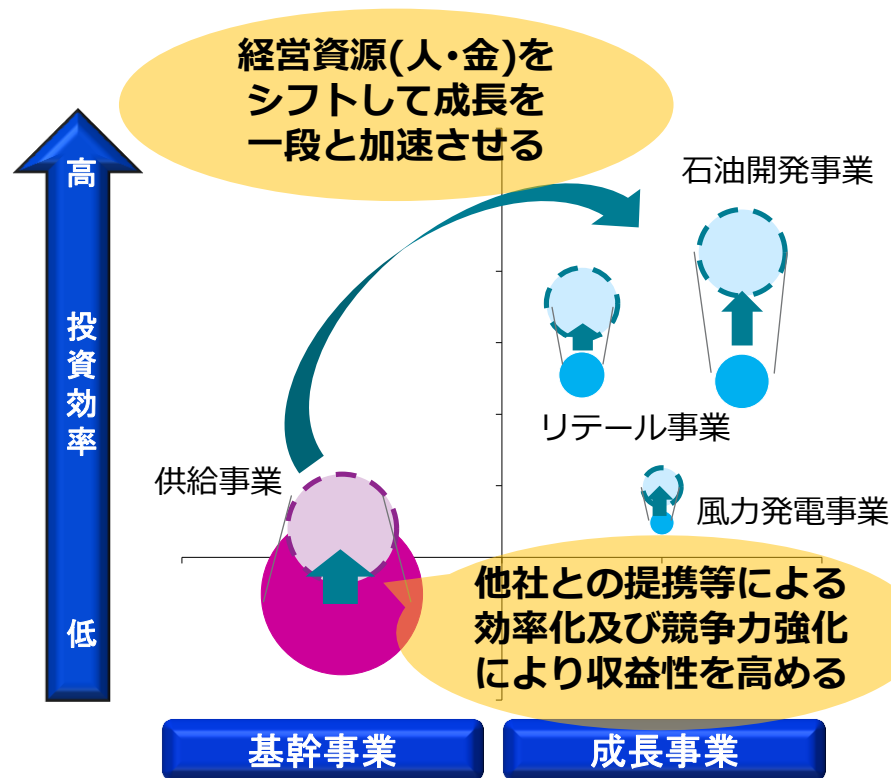 経営資源(人・金)を
シフトして成長を
一段と加速させる
高
投資効率
低
石油開発事業
リテール事業
供給事業
風力発電事業
他社との提携等による
効率化及び競争力強化
により収益性を高める
基幹事業
成長事業